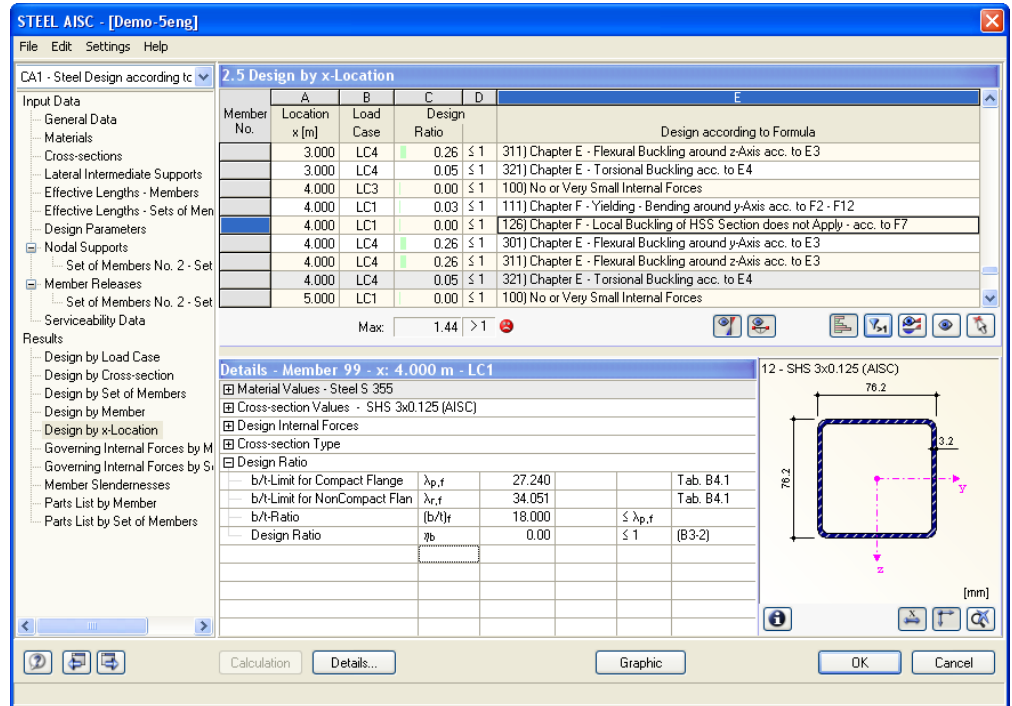 STEEL AISC - [Demo-5eng]
File Edit Settings Help
CA1 - Steel Design according tc
Input Data
General Data
Materials
Cross-sections
Lateral Intermediate Supports
Effective Lengths - Members
Effective Lengths - Sets of Men
Design Parameters
Nodal Supports
Set of Members No. 2 - Set
Member Releases
Set of Members No. 2 - Set
Serviceability Data
Results
Design by Load Case
Design by Cross-section
Design by Set of Members
Design by Member
Design by x-Location
Governing Internal Forces by M
Governing Internal Forces by Se
Member Slendernesses
Parts List by Member
Parts List by Set of Members
2.5 Design by x-Location
A B C D E
Member Location Load Design
No. x [m] Case Ratio Design according to Formula
3.000 LC4 0.26 ≤ 1 311) Chapter E - Flexural Buckling around z-Axis acc. to E3
3.000 LC4 0.05 ≤ 1 321) Chapter E - Torsional Buckling acc. to E4
4.000 LC3 0.00 ≤ 1 100) No or Very Small Internal Forces
4.000 LC1 0.03 ≤ 1 111) Chapter F - Yielding - Bending around y-Axis acc. to F2 - F12
4.000 LC1 0.00 ≤ 1 126) Chapter F - Local Buckling of HSS Section does not Apply - acc. to F7
4.000 LC4 0.26 ≤ 1 301) Chapter E - Flexural Buckling around y-Axis acc. to E3
4.000 LC4 0.26 ≤ 1 311) Chapter E - Flexural Buckling around z-Axis acc. to E3
4.000 LC4 0.05 ≤ 1 321) Chapter E - Torsional Buckling acc. to E4
5.000 LC1 0.00 ≤ 1 100) No or Very Small Internal Forces
Max: 1.44 > 1
Details - Member 99 - x: 4.000 m - LC1
Material Values - Steel S 355
Cross-section Values - SHS 3x0.125 (AISC)
Design Internal Forces
Cross-section Type
Design Ratio
b/t-Limit for Compact Flange λp,f 27.240 Tab. B4.1
b/t-Limit for NonCompact Flan λr,f 34.051 Tab. B4.1
b/t-Ratio (b/t)f 18.000 ≤ λp,f
Design Ratio ηb 0.00 ≤ 1 (B3-2)
12 - SHS 3x0.125 (AISC)
76.2
3.2
76.2
y
z
[mm]
Calculation Details... Graphic OK Cancel